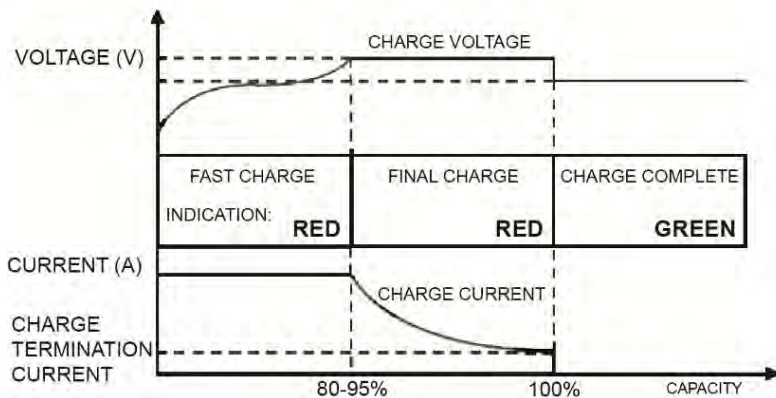 CHARGE VOLTAGE
VOLTAGE (V)
FAST CHARGE
FINAL CHARGE
CHARGE COMPLETE
INDICATION:
RED
RED
GREEN
CURRENT (A)
CHARGE CURRENT
CHARGE
TERMINATION
CURRENT
80-95%
100%
CAPACITY